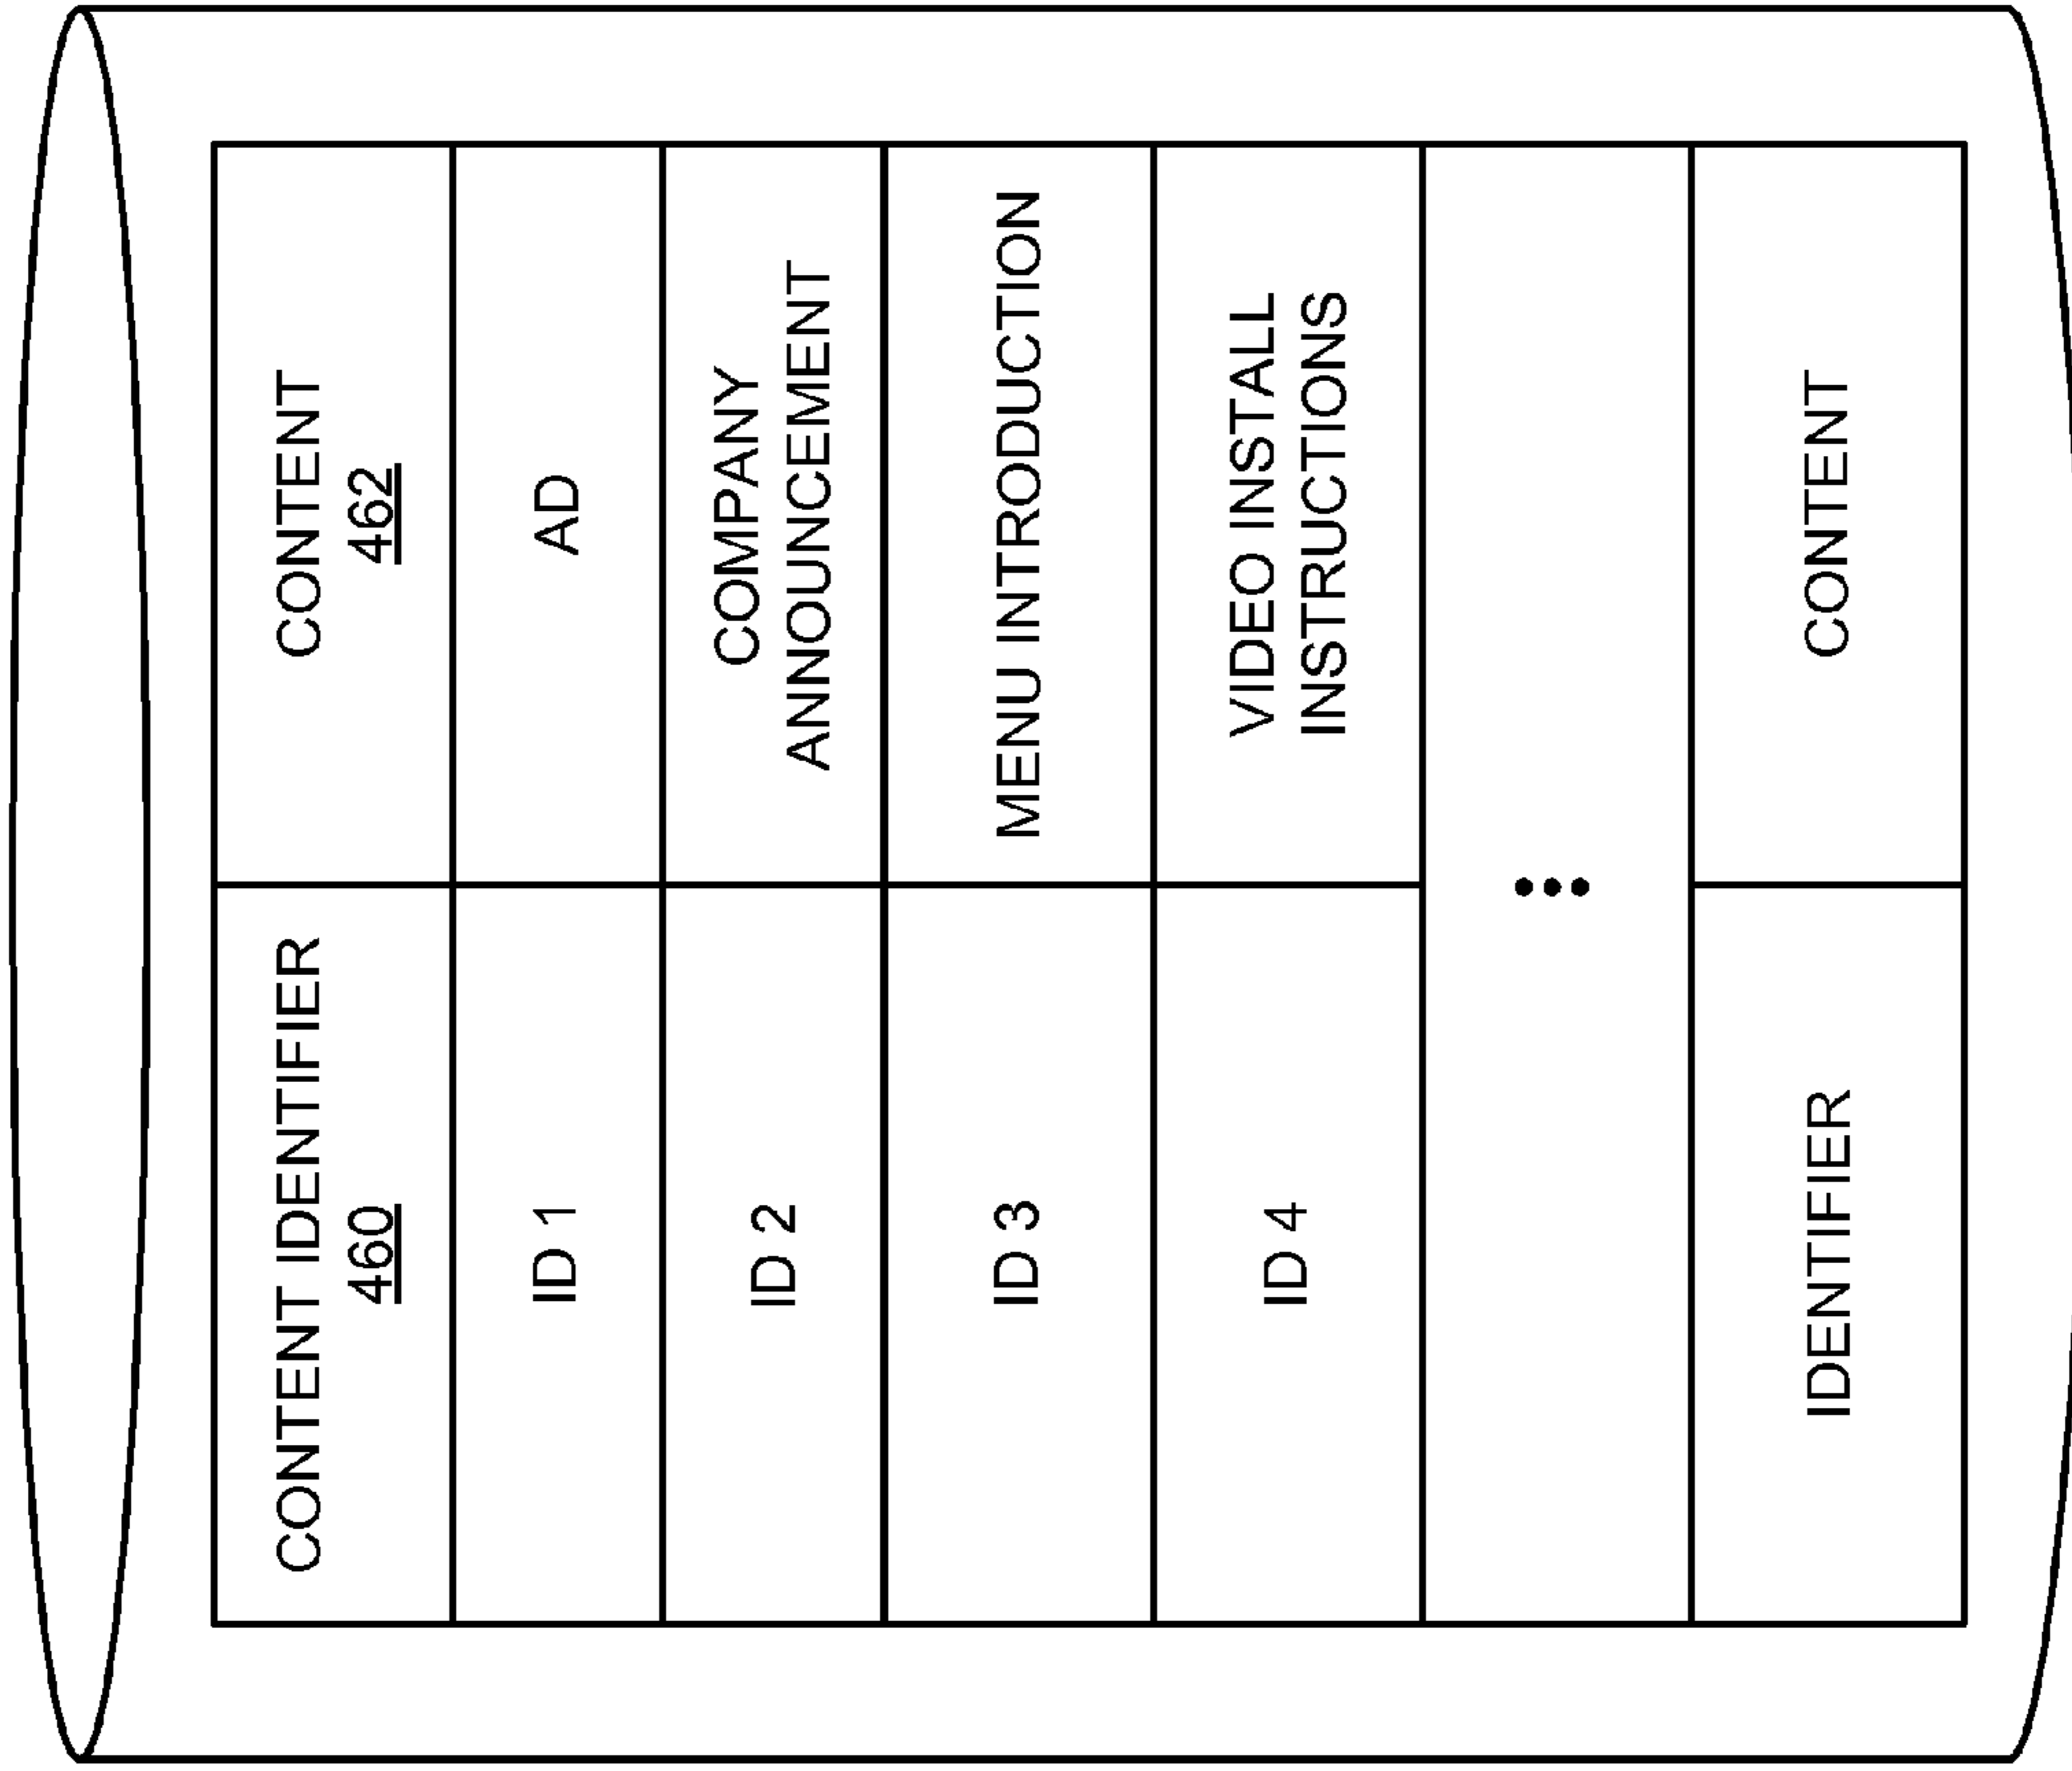 CONTENT IDENTIFIER
460
CONTENT
462
ID 1
AD
ID 2
COMPANY
ANNOUNCEMENT
ID 3
MENU INTRODUCTION
ID 4
VIDEO INSTALL
INSTRUCTIONS
IDENTIFIER
CONTENT